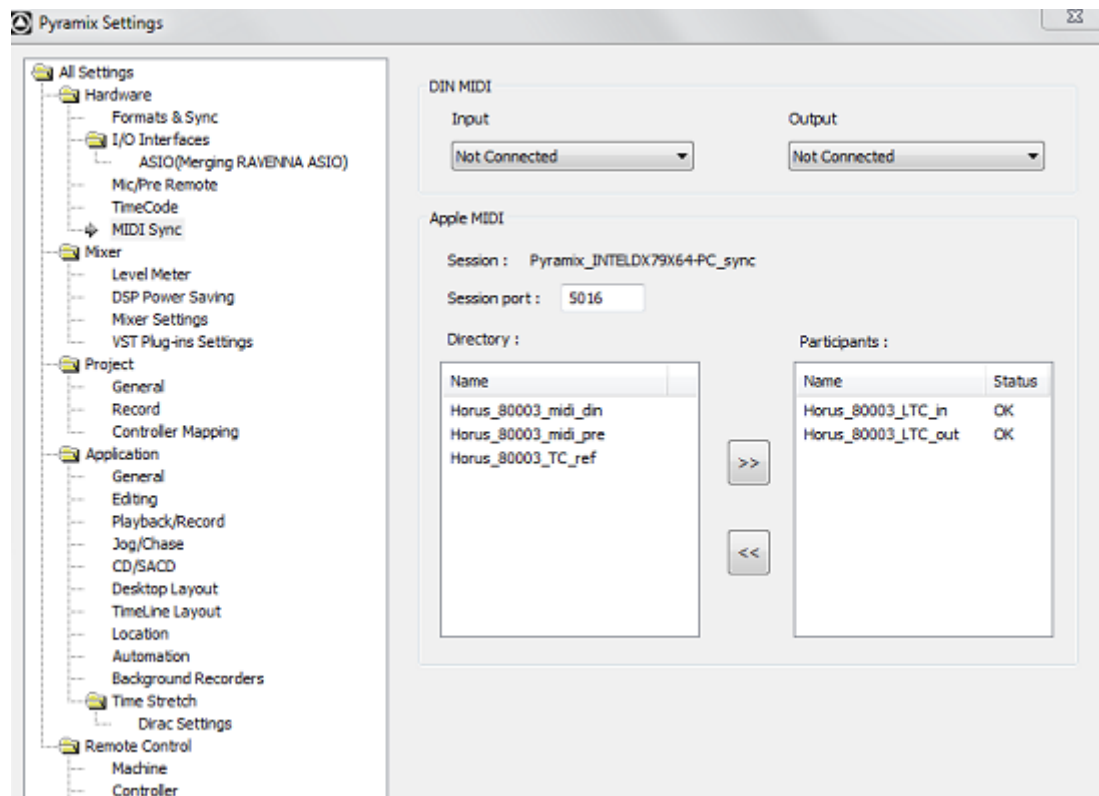 Pyramix Settings
All Settings
Hardware
Formats & Sync
I/O Interfaces
ASIO(Merging RAVENNA ASIO)
Mic/Pre Remote
TimeCode
MIDI Sync
Mixer
Level Meter
DSP Power Saving
Mixer Settings
VST Plug-ins Settings
Project
General
Record
Controller Mapping
Application
General
Editing
Playback/Record
Jog/Chase
CD/SACD
Desktop Layout
TimeLine Layout
Location
Automation
Background Recorders
Time Stretch
Dirac Settings
Remote Control
Machine
Controller
DIN MIDI
Input Output
Not Connected Not Connected
Apple MIDI
Session : Pyramix_INTELDX79X64-PC_sync
Session port : 5016
Directory :
Name
Horus_80003_midi_din
Horus_80003_midi_pre
Horus_80003_TC_ref
>>
<<
Participants :
Name Status
Horus_80003_LTC_in OK
Horus_80003_LTC_out OK